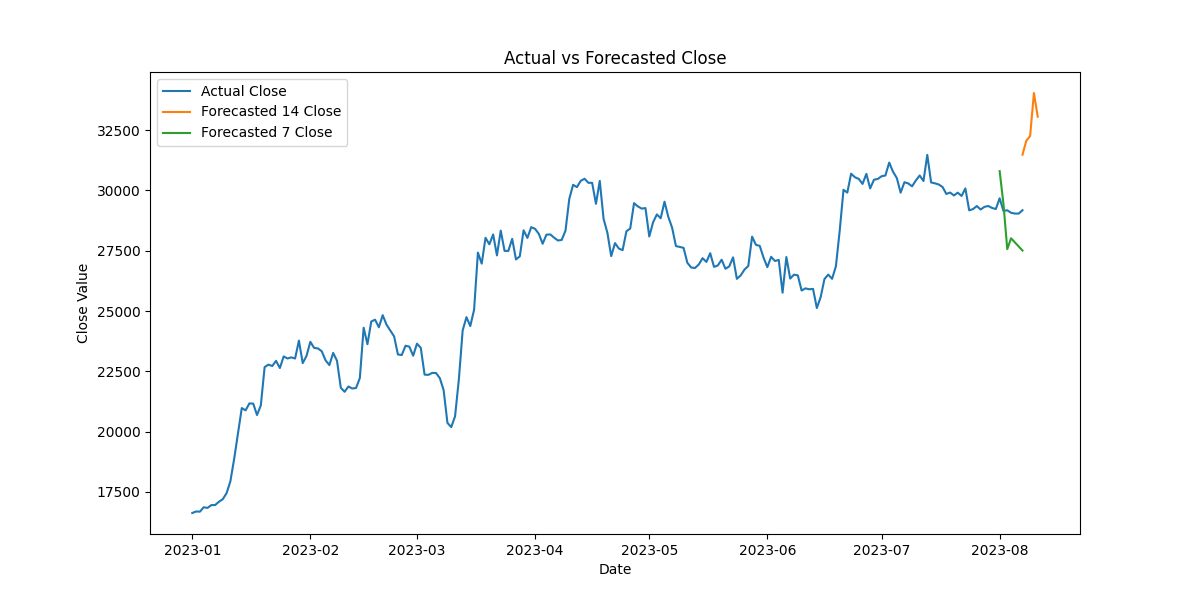 Actual vs Forecasted Close
Actual Close
Forecasted 14 Close
Forecasted 7 Close
Close Value
32500
30000
27500
25000
22500
20000
17500
2023-01 2023-02 2023-03 2023-04 2023-05 2023-06 2023-07 2023-08
Date